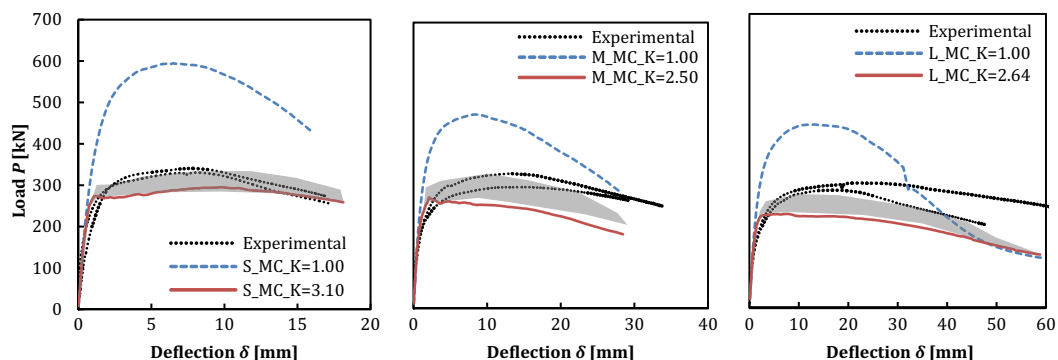 Load P [kN]
700
600
500
400
300
200
100
0
Experimental
S_MC_K=1.00
S_MC_K=3.10
0 5 10 15 20
Deflection δ [mm]
Experimental
M_MC_K=1.00
M_MC_K=2.50
0 10 20 30 40
Deflection δ [mm]
Experimental
L_MC_K=1.00
L_MC_K=2.64
0 10 20 30 40 50 60
Deflection δ [mm]